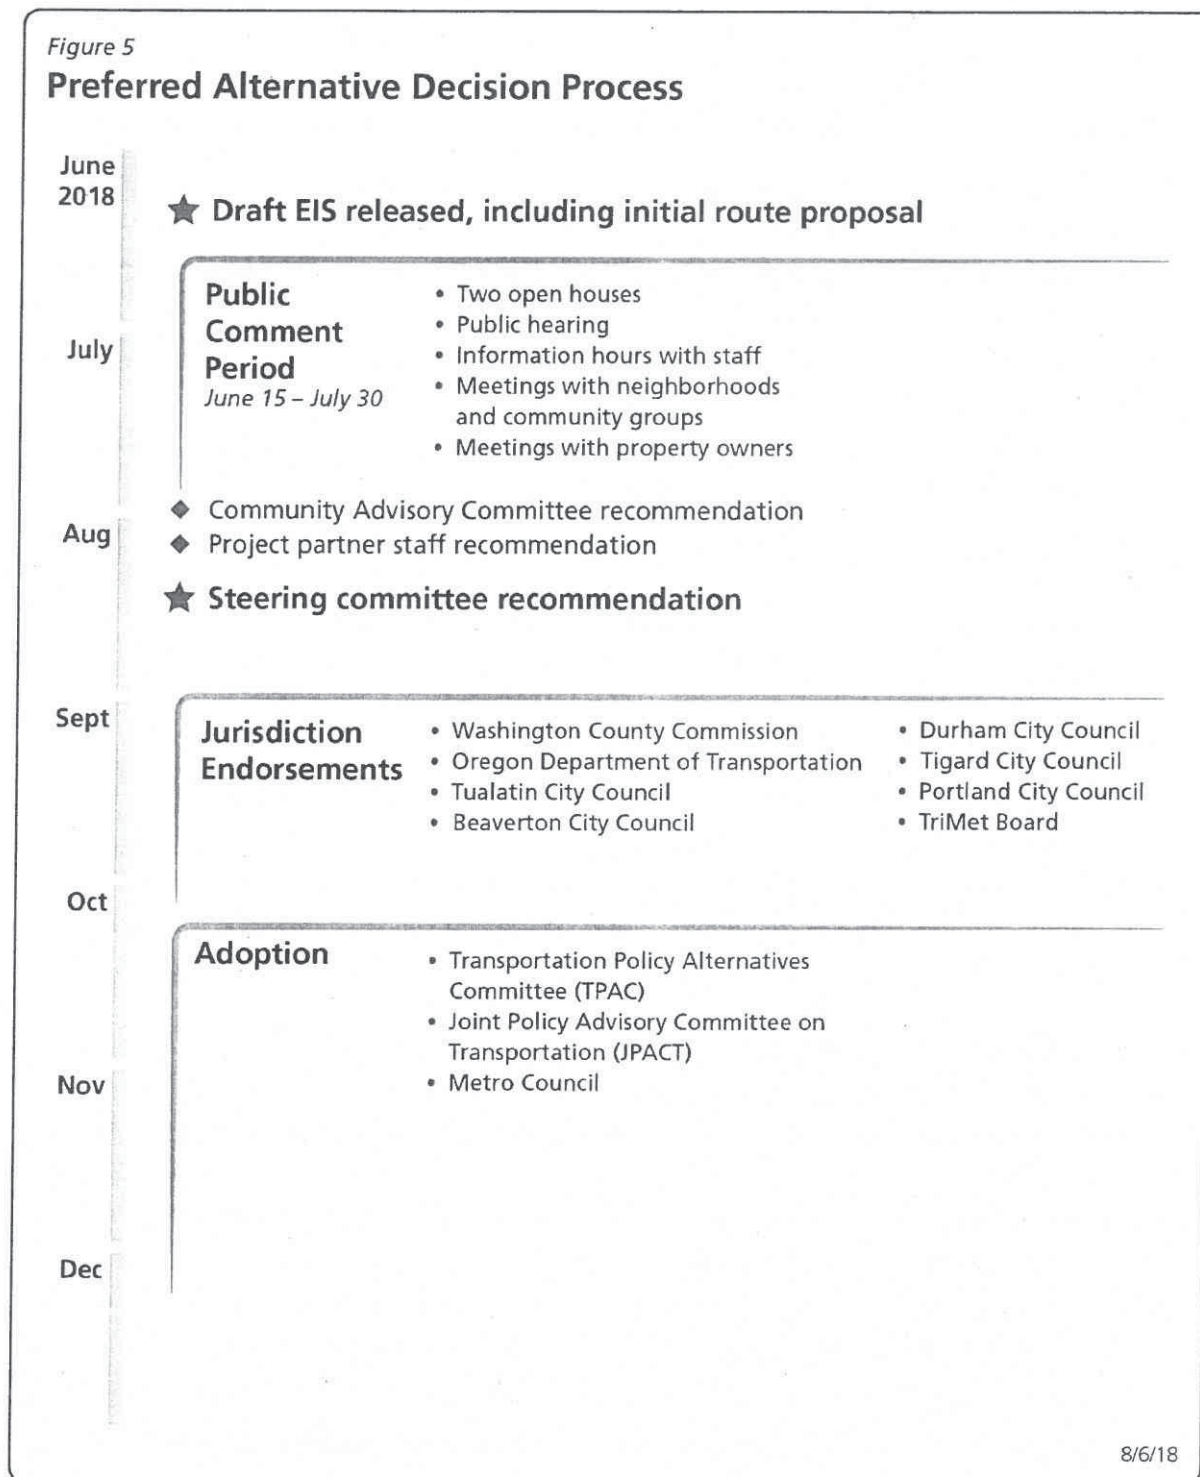 Figure 5
Preferred Alternative Decision Process
June
2018
Draft EIS released, including initial route proposal
Public
Comment
Period
June 15 – July 30
• Two open houses
• Public hearing
• Information hours with staff
• Meetings with neighborhoods
and community groups
• Meetings with property owners
July
Community Advisory Committee recommendation
Aug
Project partner staff recommendation
Steering committee recommendation
Sept
Jurisdiction
Endorsements
• Washington County Commission
• Oregon Department of Transportation
• Tualatin City Council
• Beaverton City Council
• Durham City Council
• Tigard City Council
• Portland City Council
• TriMet Board
Oct
Adoption
• Transportation Policy Alternatives
Committee (TPAC)
• Joint Policy Advisory Committee on
Transportation (JPACT)
• Metro Council
Nov
Dec
8/6/18